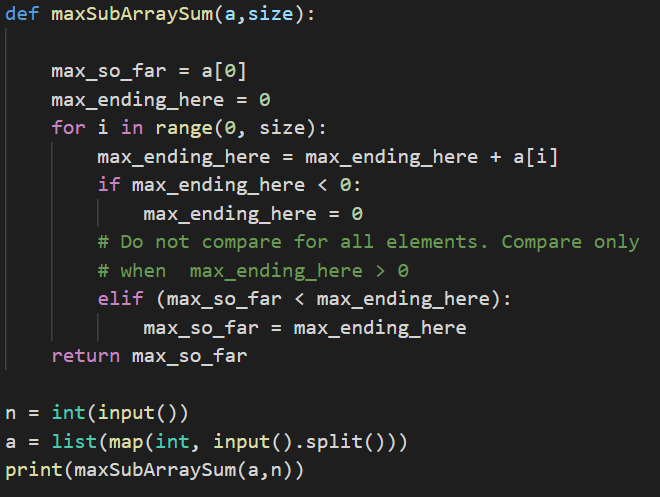 def maxSubArraySum(a,size):
max_so_far = a[0]
max_ending_here = 0
for i in range(0, size):
max_ending_here = max_ending_here + a[i]
if max_ending_here < 0:
max_ending_here = 0
# Do not compare for all elements. Compare only
# when  max_ending_here > 0
elif (max_so_far < max_ending_here):
max_so_far = max_ending_here
return max_so_far
n = int(input())
a = list(map(int, input().split()))
print(maxSubArraySum(a,n))